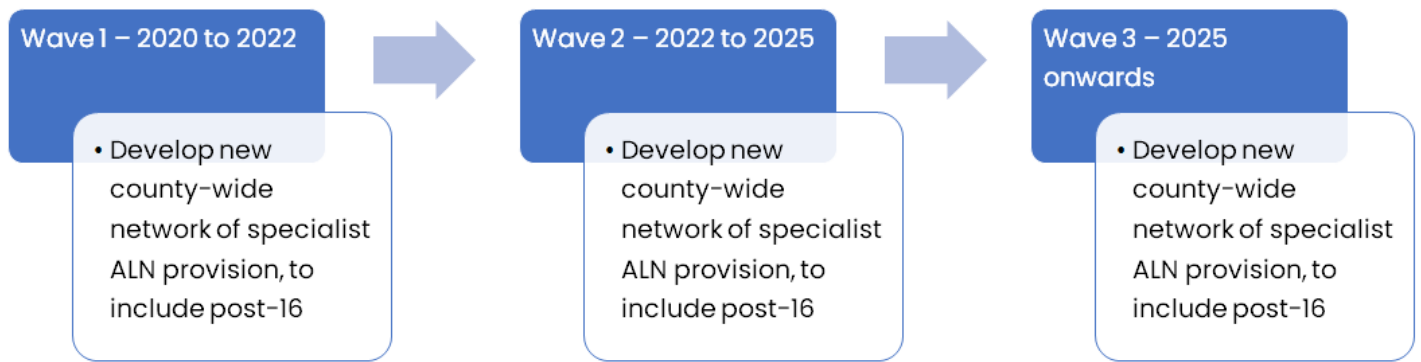 Wave 1 – 2020 to 2022
• Develop new
county-wide
network of specialist
ALN provision, to
include post-16
Wave 2 – 2022 to 2025
• Develop new
county-wide
network of specialist
ALN provision, to
include post-16
Wave 3 – 2025
onwards
• Develop new
county-wide
network of specialist
ALN provision, to
include post-16